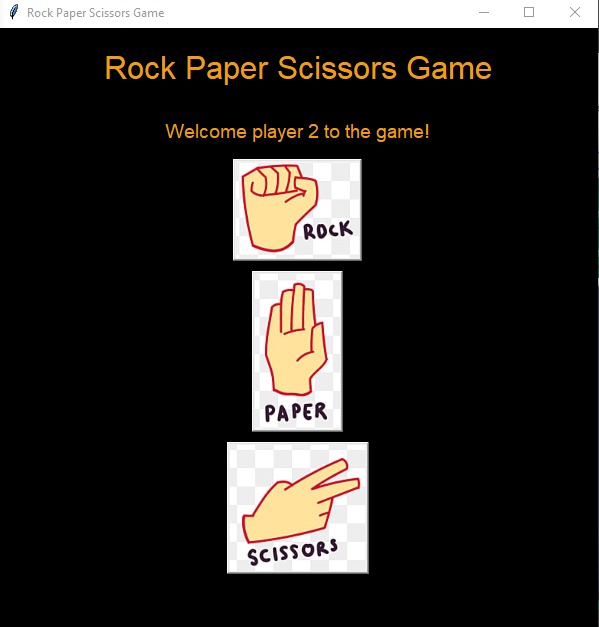 Rock Paper Scissors Game
Rock Paper Scissors Game
Welcome player 2 to the game!
ROCK
PAPER
SCISSORS